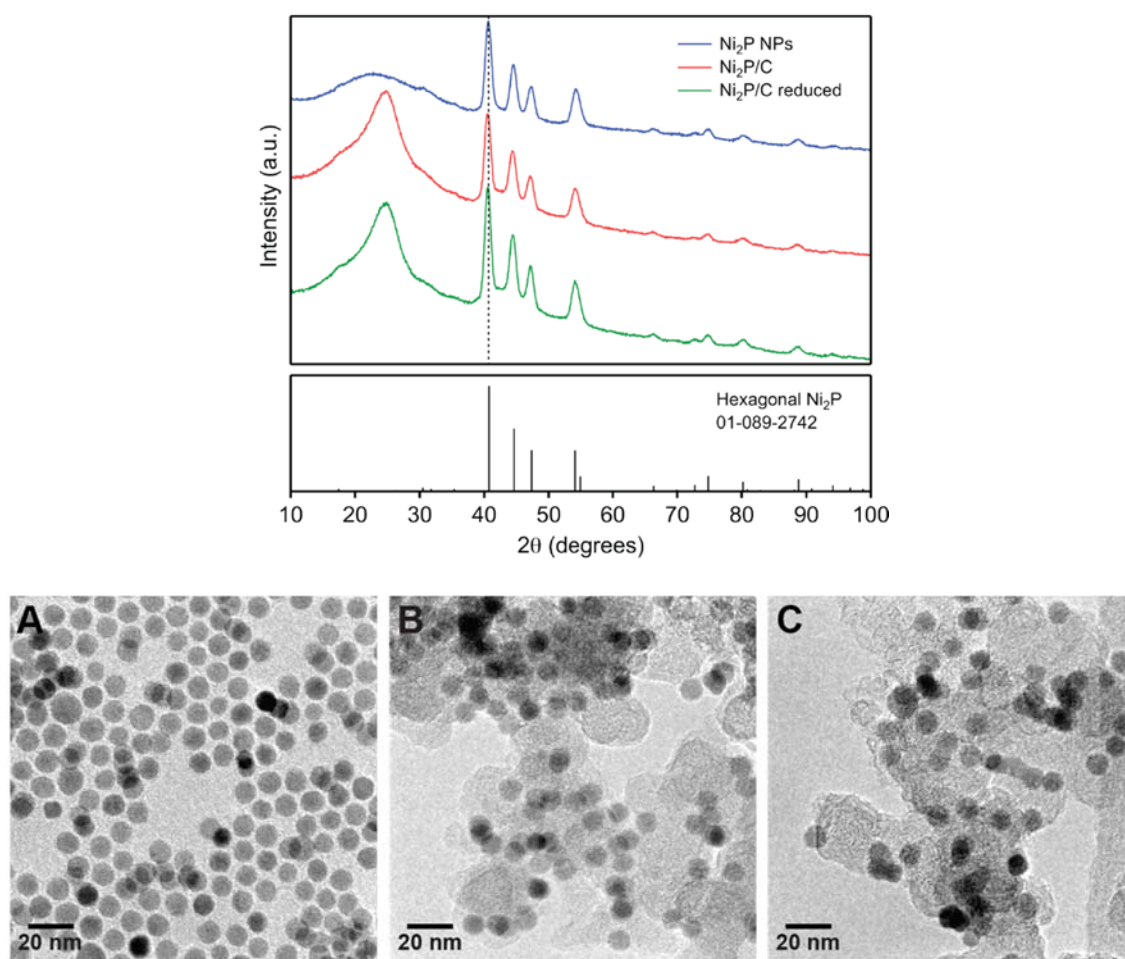 Intensity (a.u.)
Ni₂P NPs
Ni₂P/C
Ni₂P/C reduced
Hexagonal Ni₂P
01-089-2742
10 20 30 40 50 60 70 80 90 100
2θ (degrees)
A
20 nm
B
20 nm
C
20 nm